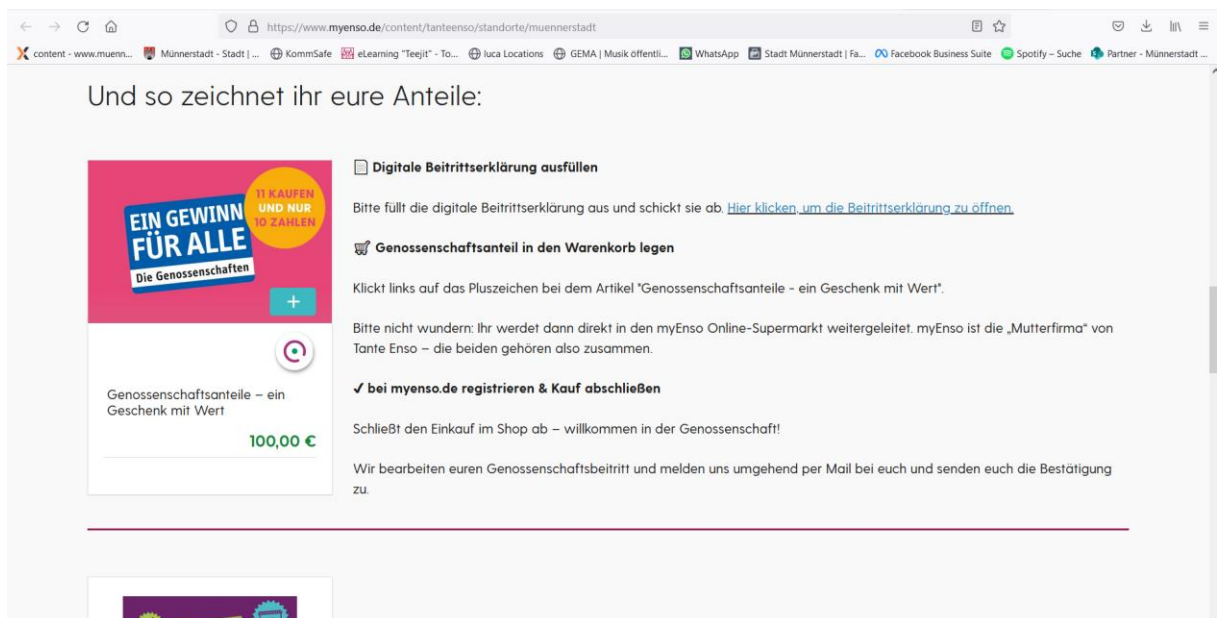 https://www.myenso.de/content/tanteenso/standorte/muennerstadt
content - www.muenn...
Münnerstadt - Stadt | ...
KommSafe
eLearning "Teejit" - To...
luca Locations
GEMA | Musik öffentli...
WhatsApp
Stadt Münnerstadt | Fa...
Facebook Business Suite
Spotify – Suche
Partner - Münnerstadt ...
Und so zeichnet ihr eure Anteile:
11 KAUFEN
UND NUR
10 ZAHLEN
EIN GEWINN
FÜR ALLE
Die Genossenschaften
+
Genossenschaftsanteile – ein
Geschenk mit Wert
100,00 €
Digitale Beitrittserklärung ausfüllen
Bitte füllt die digitale Beitrittserklärung aus und schickt sie ab. Hier klicken, um die Beitrittserklärung zu öffnen.
Genossenschaftsanteil in den Warenkorb legen
Klickt links auf das Pluszeichen bei dem Artikel "Genossenschaftsanteile - ein Geschenk mit Wert".
Bitte nicht wundern: Ihr werdet dann direkt in den myEnso Online-Supermarkt weitergeleitet. myEnso ist die „Mutterfirma“ von
Tante Enso – die beiden gehören also zusammen.
✓ bei myenso.de registrieren & Kauf abschließen
Schließt den Einkauf im Shop ab – willkommen in der Genossenschaft!
Wir bearbeiten euren Genossenschaftsbeitritt und melden uns umgehend per Mail bei euch und senden euch die Bestätigung
zu.